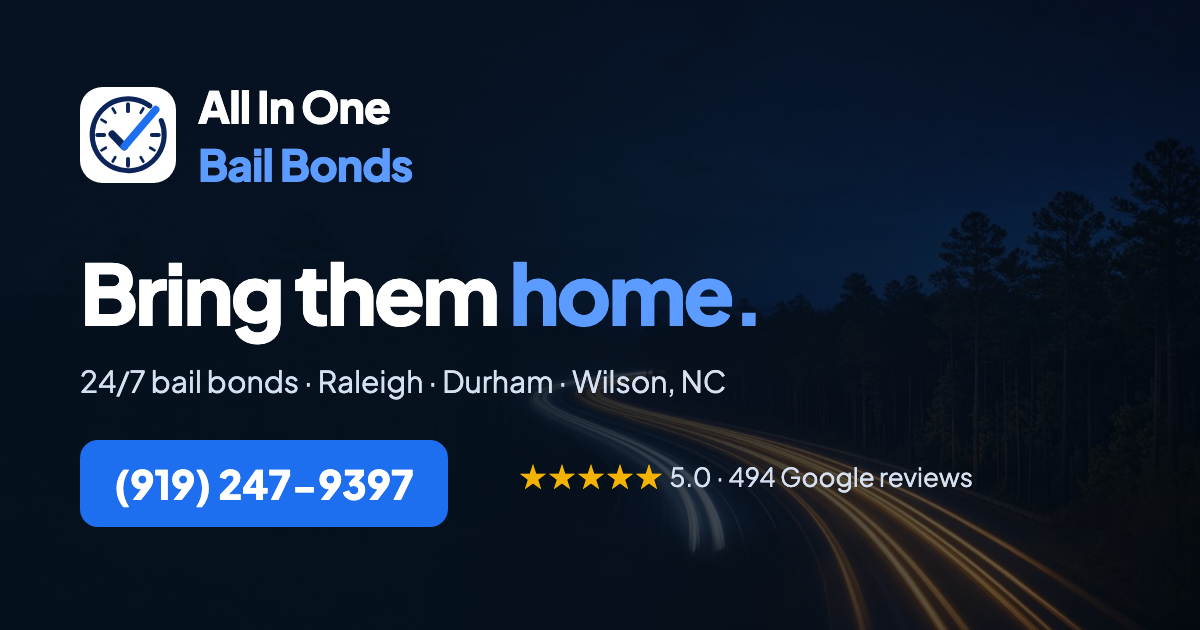 All In One
Bail Bonds
Bring them home.
24/7 bail bonds · Raleigh · Durham · Wilson, NC
(919) 247-9397
★★★★★ 5.0 · 494 Google reviews